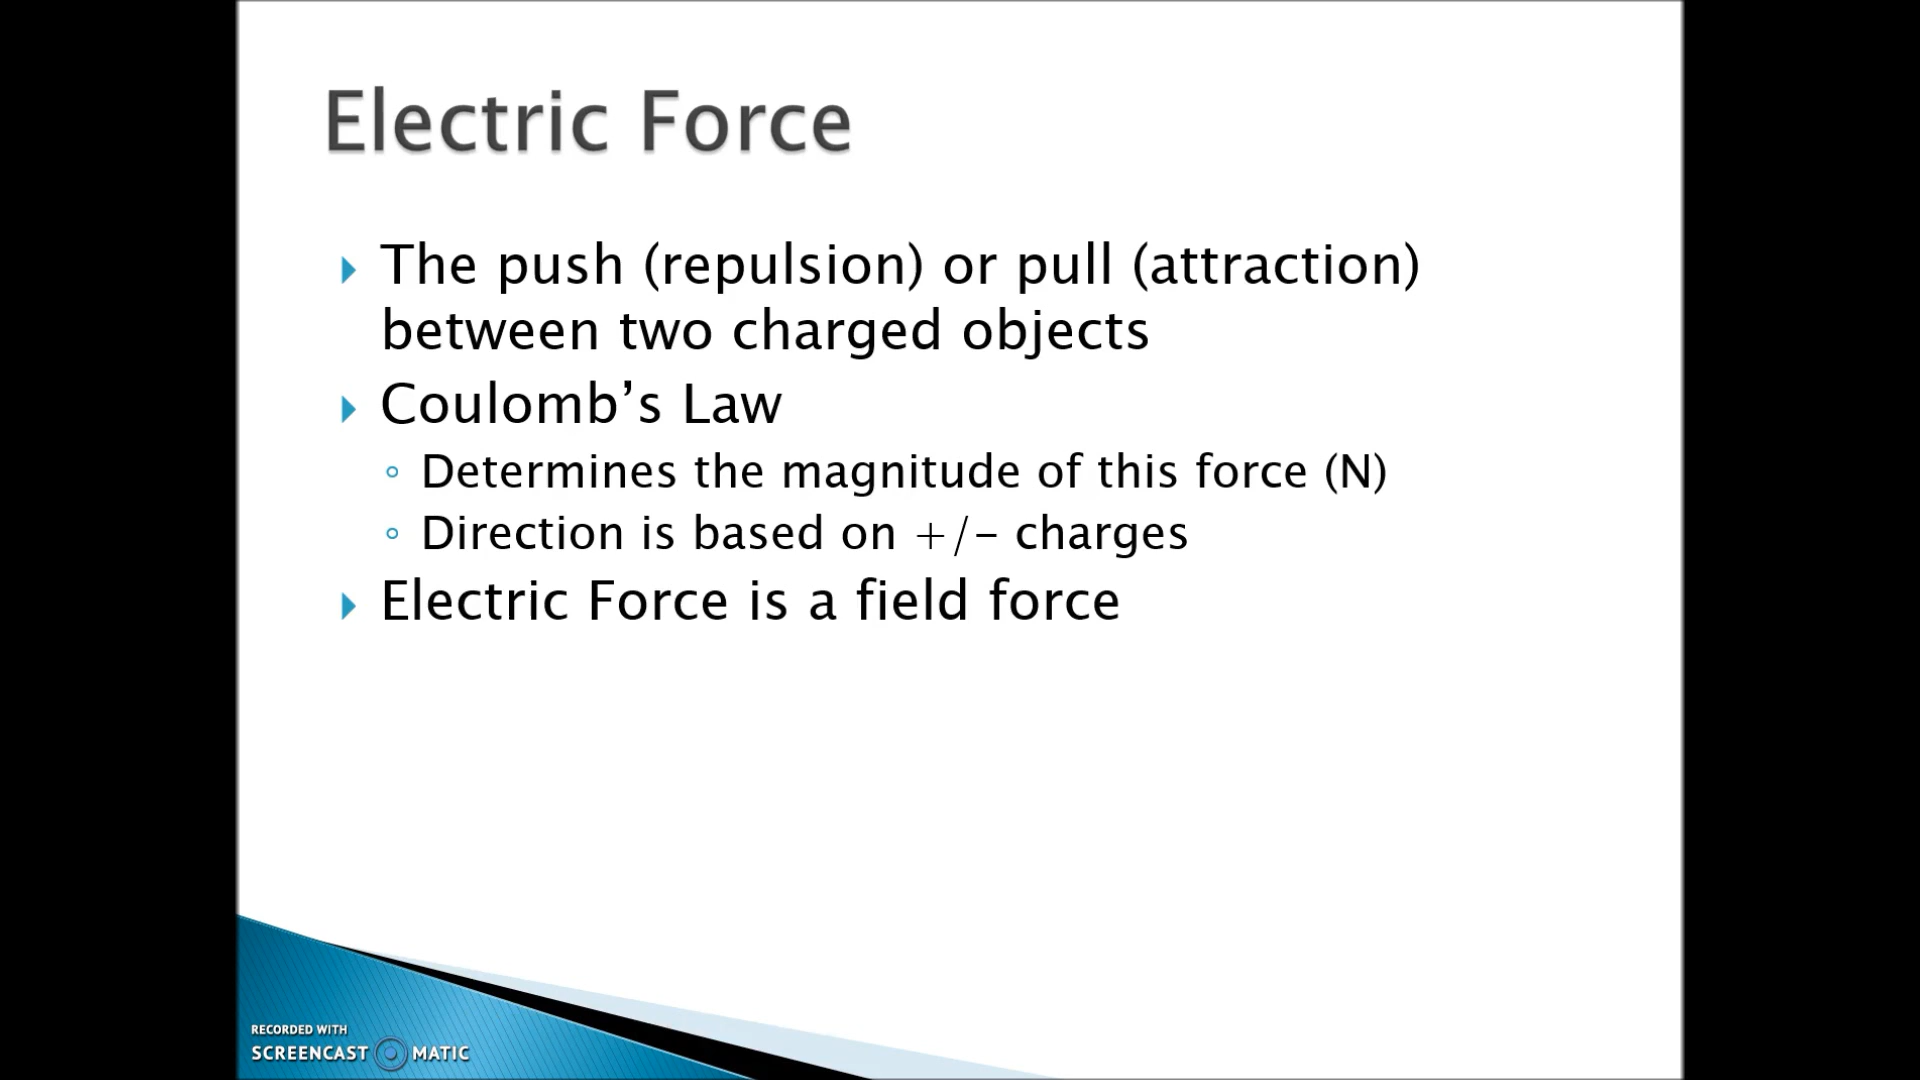 Electric Force
The push (repulsion) or pull (attraction)
between two charged objects
Coulomb’s Law
Determines the magnitude of this force (N)
Direction is based on +/- charges
Electric Force is a field force
RECORDED WITH
SCREENCAST MATIC